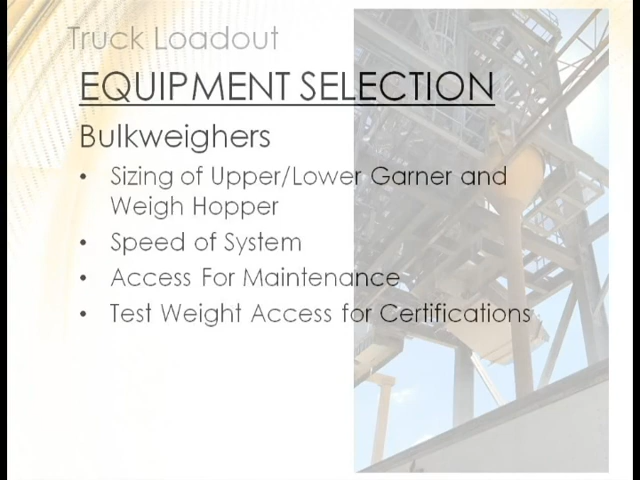 Truck Loadout
EQUIPMENT SELECTION
Bulkweighers
• Sizing of Upper/Lower Garner and
Weigh Hopper
• Speed of System
• Access For Maintenance
• Test Weight Access for Certifications